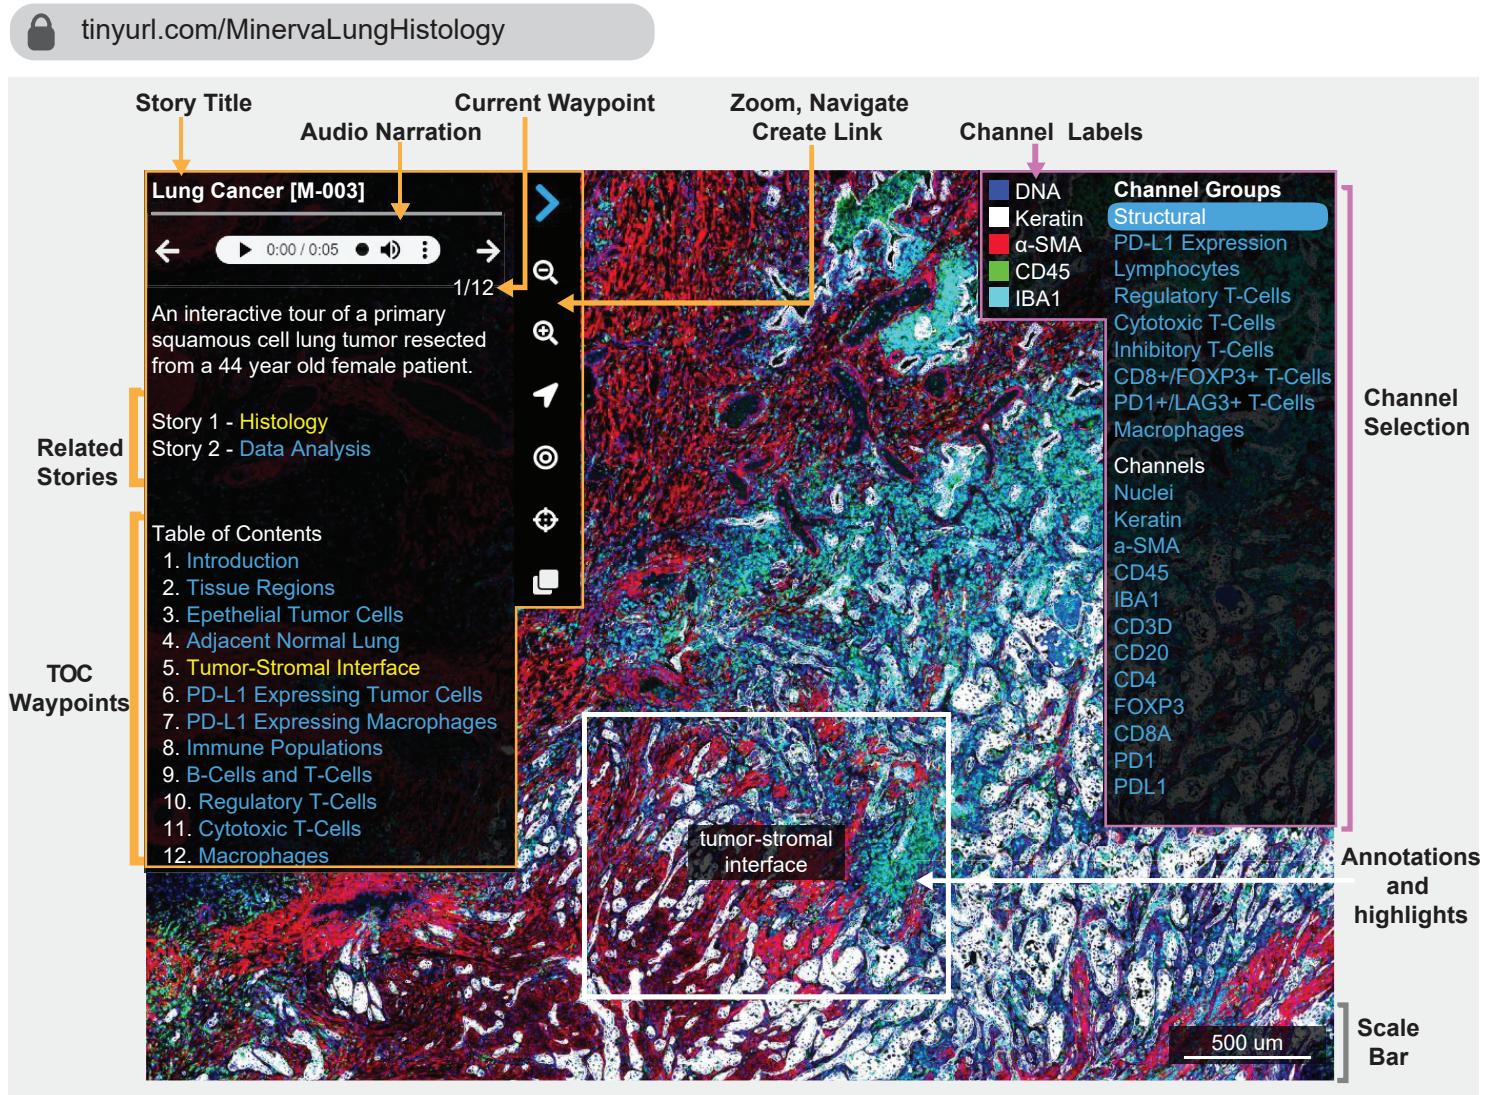 tinyurl.com/MinervaLungHistology
Story Title
Audio Narration
Current Waypoint
Zoom, Navigate
Create Link
Channel Labels
Lung Cancer [M-003]
0:00 / 0:05
1/12
An interactive tour of a primary
squamous cell lung tumor resected
from a 44 year old female patient.
Story 1 - Histology
Story 2 - Data Analysis
Related
Stories
Table of Contents
1. Introduction
2. Tissue Regions
3. Epethelial Tumor Cells
4. Adjacent Normal Lung
5. Tumor-Stromal Interface
6. PD-L1 Expressing Tumor Cells
7. PD-L1 Expressing Macrophages
8. Immune Populations
9. B-Cells and T-Cells
10. Regulatory T-Cells
11. Cytotoxic T-Cells
12. Macrophages
TOC
Waypoints
DNA
Keratin
α-SMA
CD45
IBA1
Channel Groups
Structural
PD-L1 Expression
Lymphocytes
Regulatory T-Cells
Cytotoxic T-Cells
Inhibitory T-Cells
CD8+/FOXP3+ T-Cells
PD1+/LAG3+ T-Cells
Macrophages
Channels
Nuclei
Keratin
a-SMA
CD45
IBA1
CD3D
CD20
CD4
FOXP3
CD8A
PD1
PDL1
Channel
Selection
tumor-stromal
interface
Annotations
and
highlights
500 um
Scale
Bar